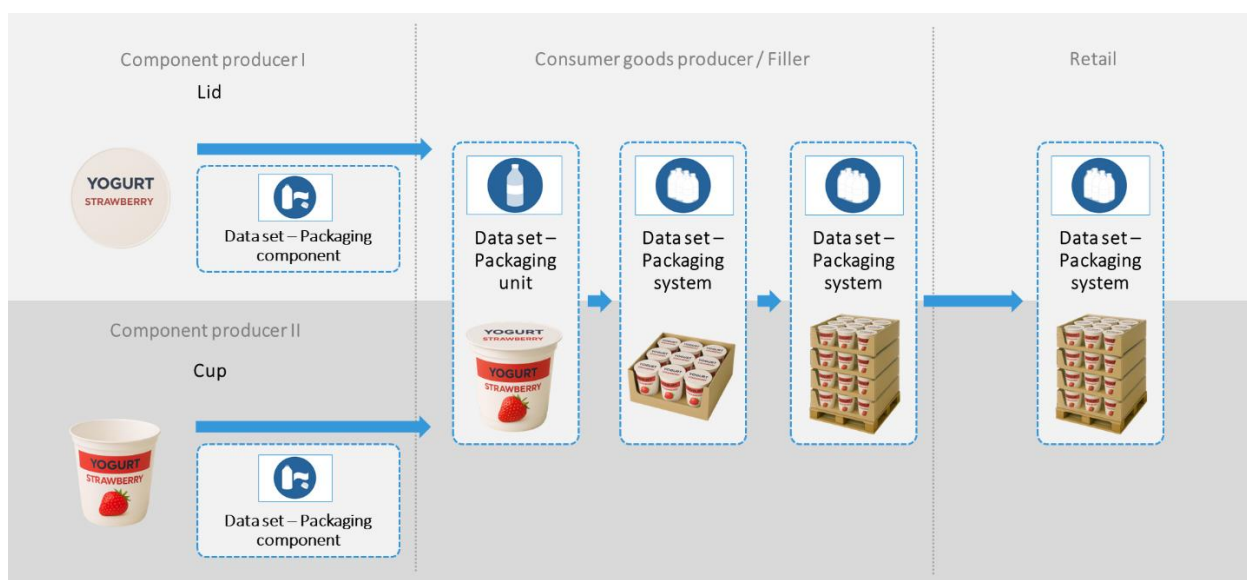 Component producer I
Consumer goods producer / Filler
Retail
Lid
YOGURT
STRAWBERRY
Data set – Packaging
component
Data set –
Packaging
unit
Data set –
Packaging
system
Data set –
Packaging
system
Data set –
Packaging
system
Component producer II
Cup
YOGURT
STRAWBERRY
Data set – Packaging
component
YOGURT
STRAWBERRY
YOGURT
STRAWBERRY